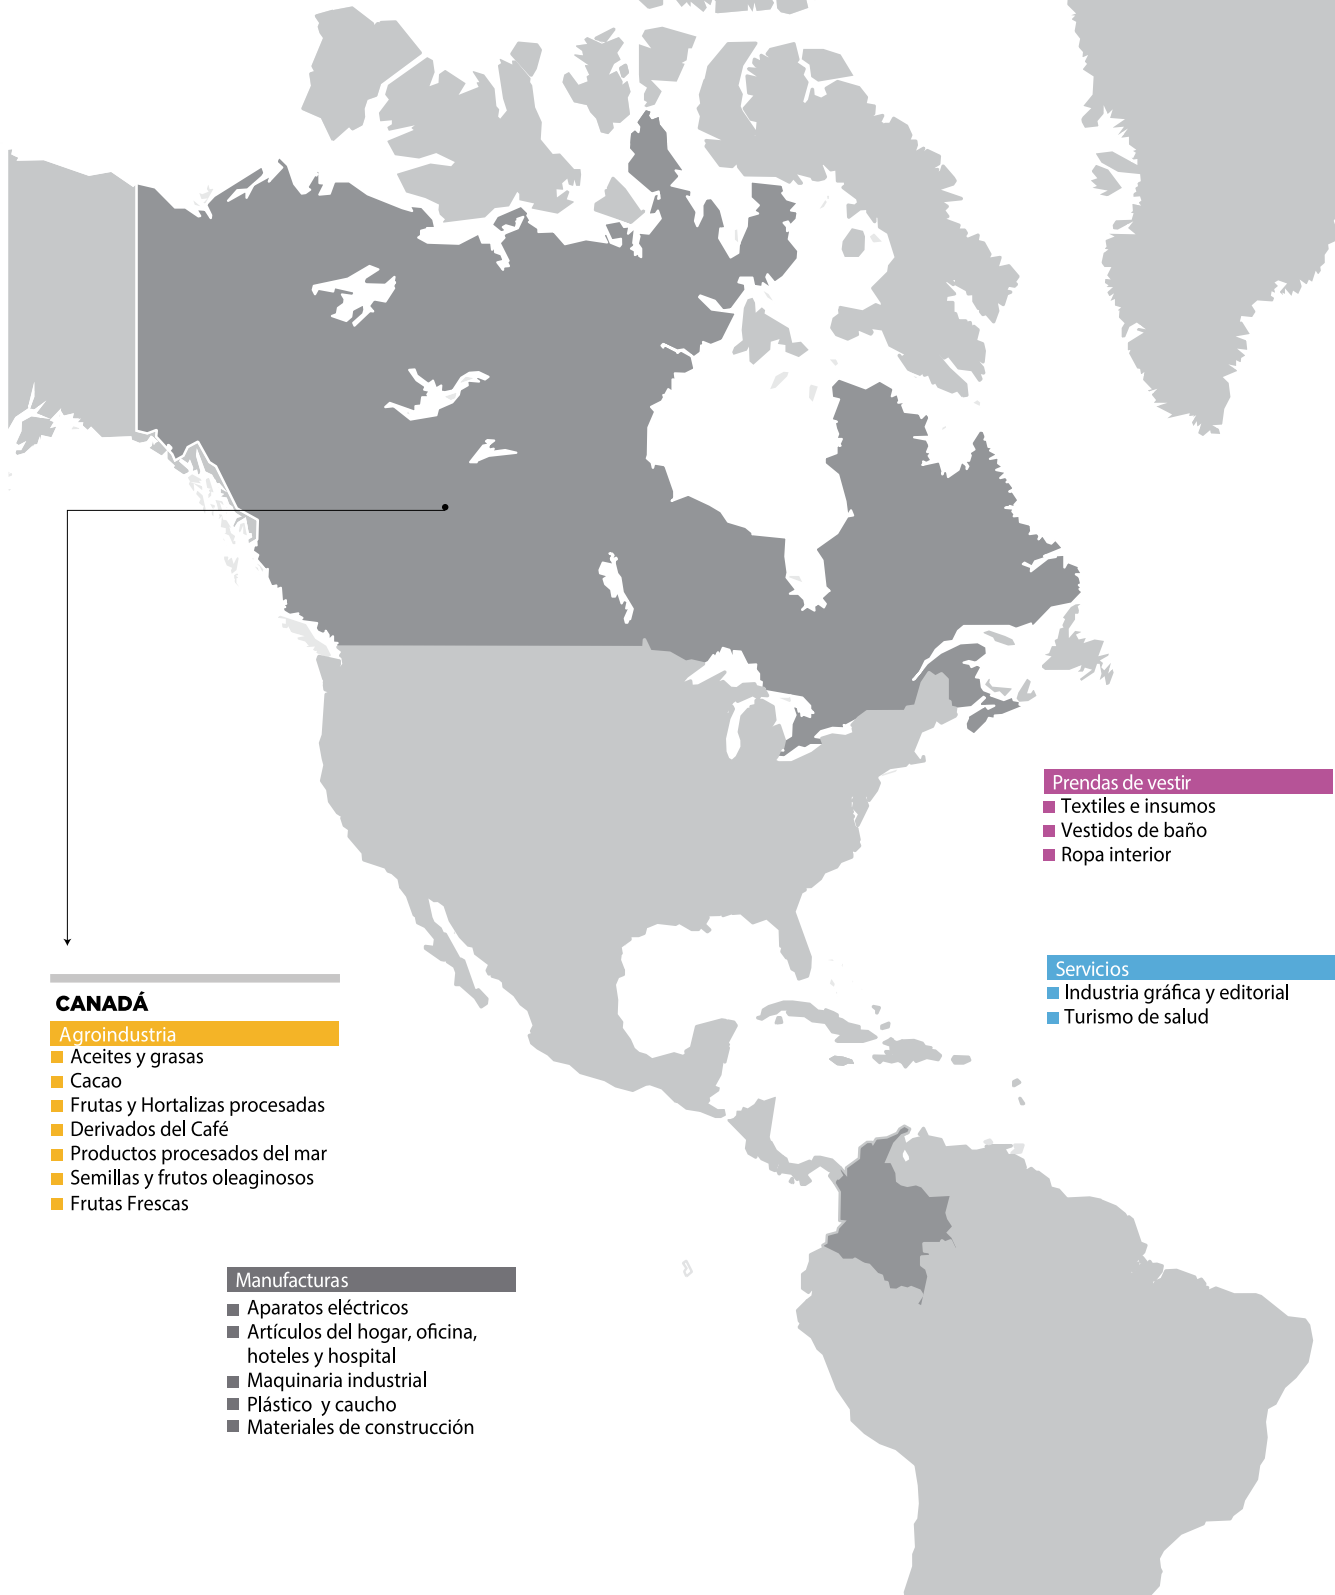 Prendas de vestir
Textiles e insumos
Vestidos de baño
Ropa interior
Servicios
Industria gráfica y editorial
Turismo de salud
CANADÁ
Agroindustria
Aceites y grasas
Cacao
Frutas y Hortalizas procesadas
Derivados del Café
Productos procesados del mar
Semillas y frutos oleaginosos
Frutas Frescas
Manufacturas
Aparatos eléctricos
Artículos del hogar, oficina,
hoteles y hospital
Maquinaria industrial
Plástico y caucho
Materiales de construcción